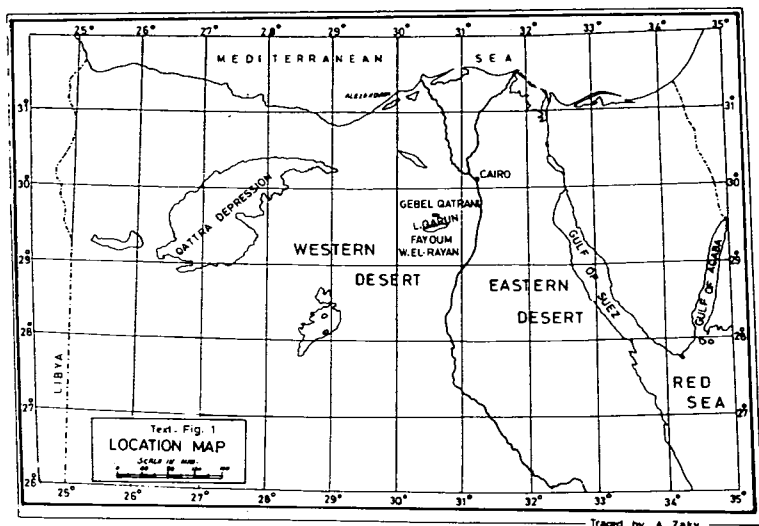 25° 26° 27° 28° 29° 30° 31° 32° 33° 34° 35°
MEDITERRANEAN SEA
ALEXANDRIA
31° 31°
CAIRO
30° 30°
QATTRA DEPRESSION
GEBEL QATRANI
L.QARUN
FAYOUM
W.EL-RAYAN
29° 29°
WESTERN DESERT
EASTERN DESERT
GULF OF SUEZ
GULF OF AQABA
28° 28°
LIBYA
RED SEA
27° 27°
Text- Fig. 1
LOCATION MAP
26° 26°
25° 26° 27° 28° 29° 30° 31° 32° 33° 34° 35°
Traced by A. Zaky